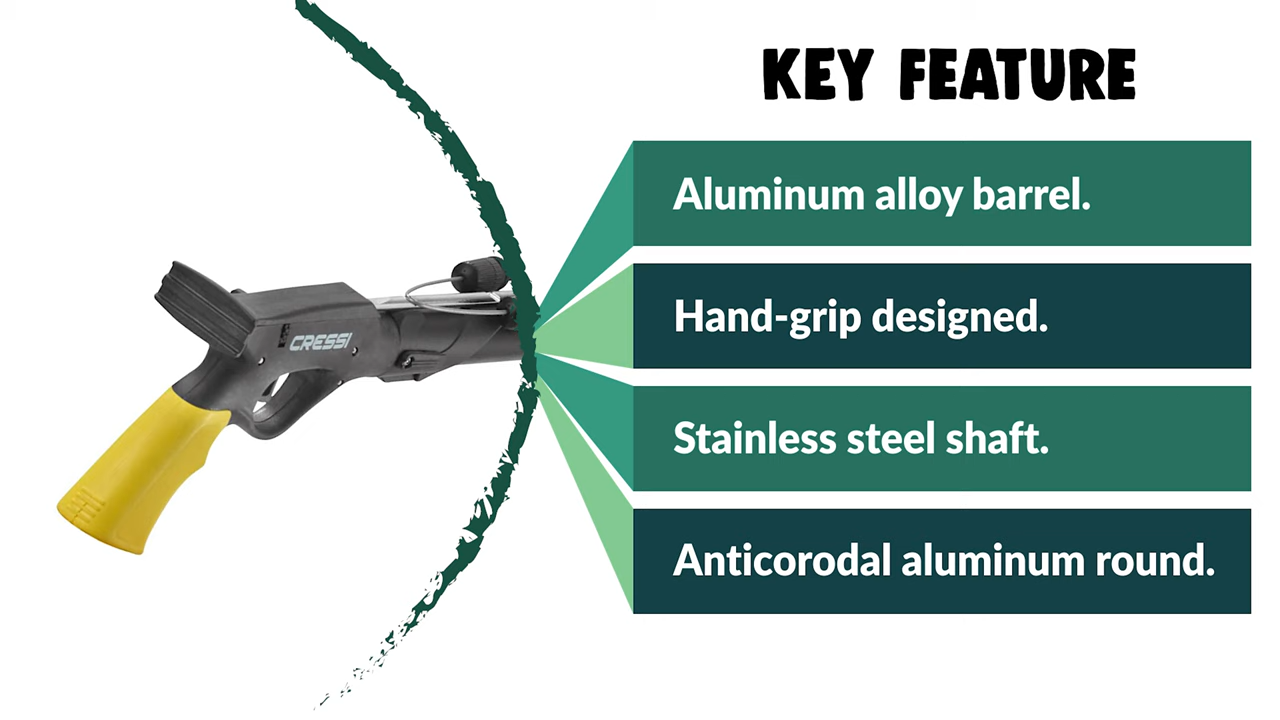 KEY FEATURE
Aluminum alloy barrel.
Hand-grip designed.
CRESSI
Stainless steel shaft.
Anticorodal aluminum round.